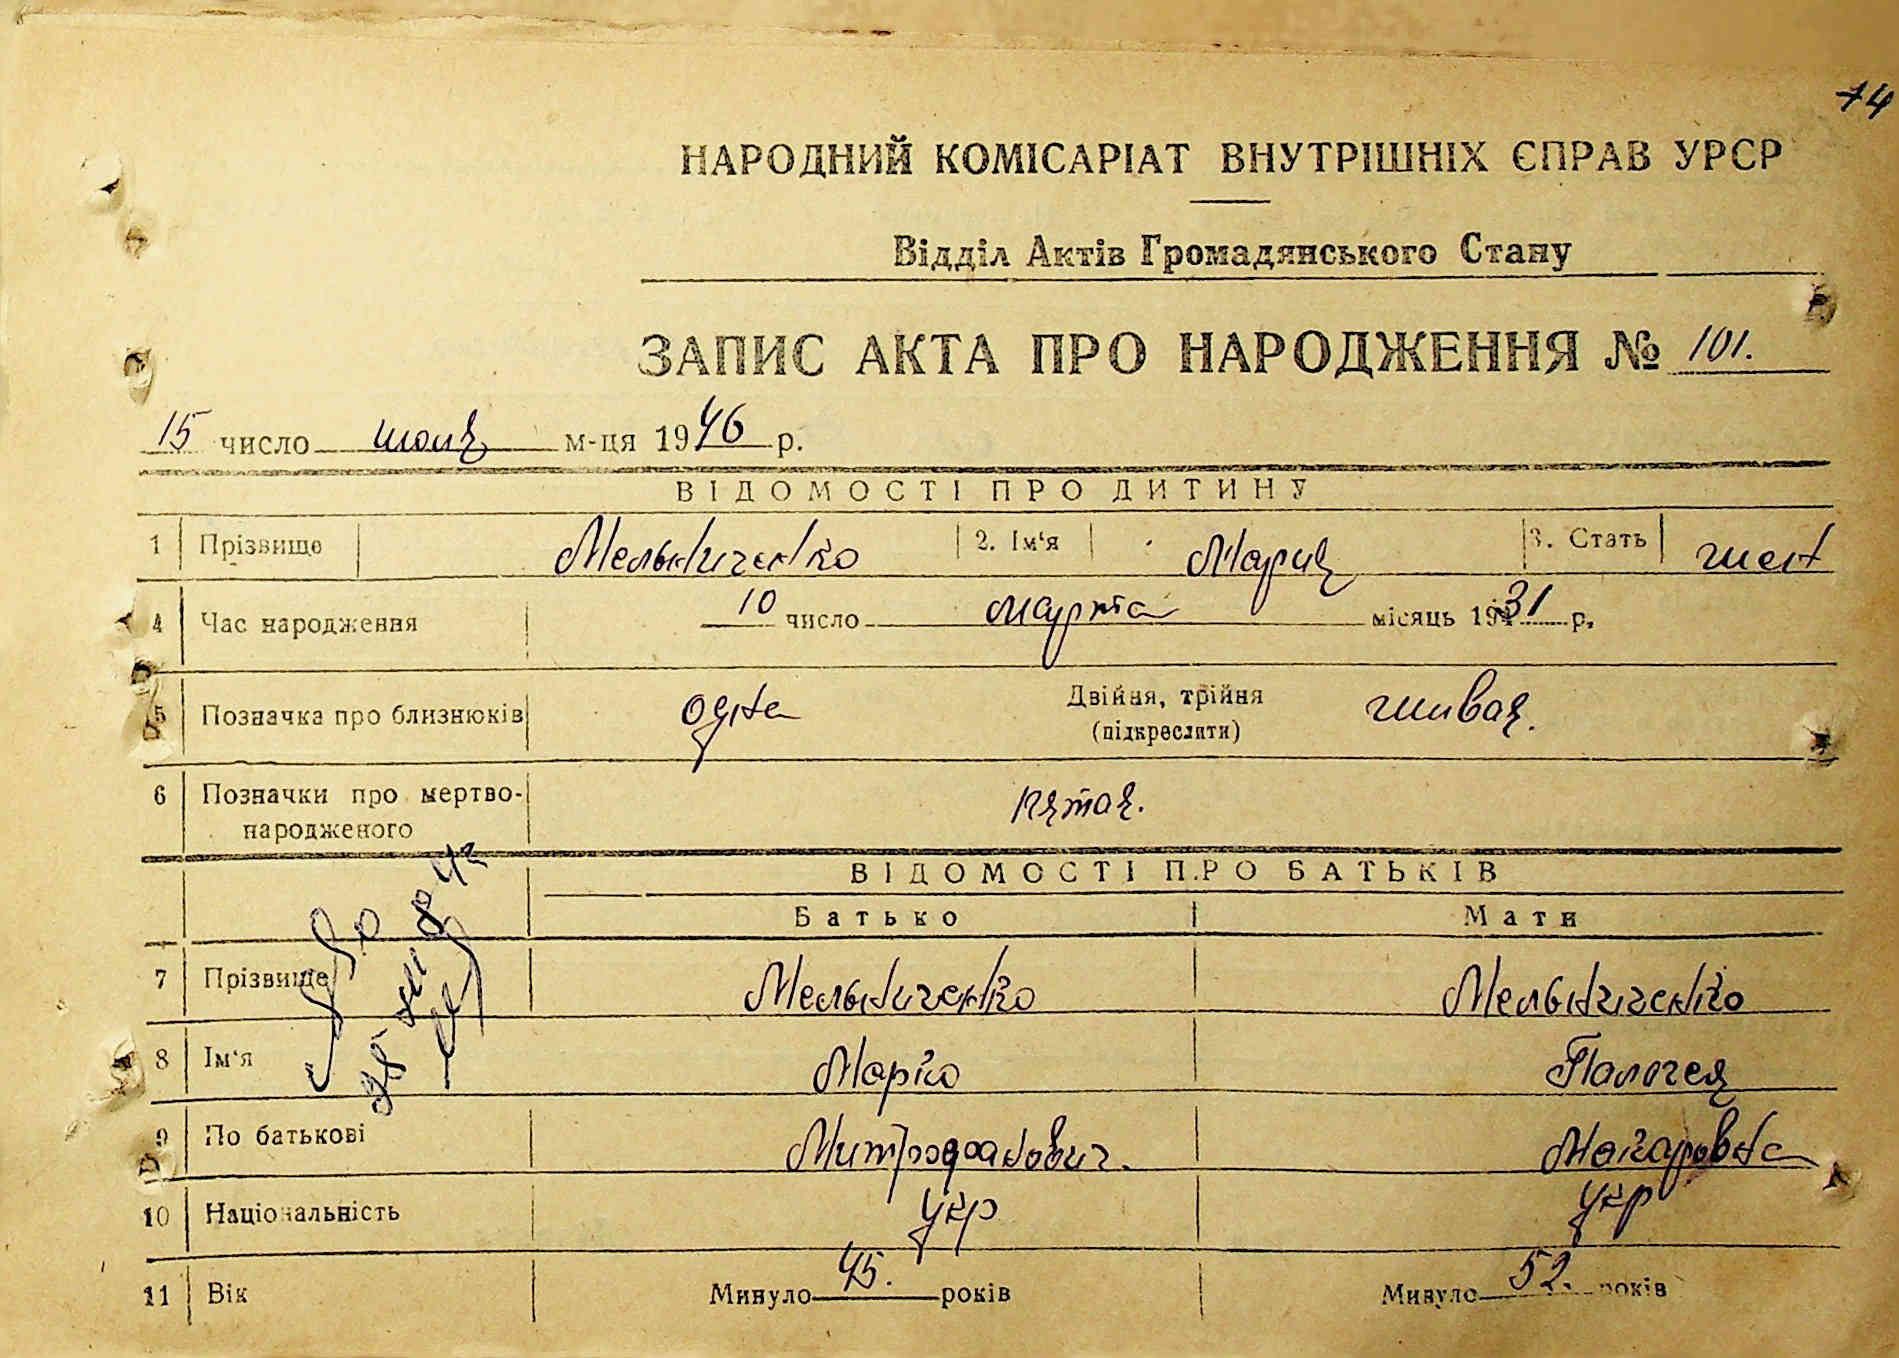 74
НАРОДНИЙ КОМІСАРІАТ ВНУТРІШНІХ СПРАВ УРСР
Відділ Актів Громадянського Стану
ЗАПИС АКТА ПРО НАРОДЖЕННЯ № 101.
15 число июля м-ця 1946 р.
ВІДОМОСТІ ПРО ДИТИНУ
1 Прізвище Мельниченко 2. Ім'я Мария 3. Стать жен
4 Час народження 10 число марта місяць 1931 р.
5 Позначка про близнюків одна Двійня, трійня (підкреслити) живая.
6 Позначки про мертвонародженого пятая.
ВІДОМОСТІ ПРО БАТЬКІВ
Батько Мати
7 Прізвище Мельниченко Мельниченко
8 Ім'я Марко Палагея
9 По батькові Митрофанович. Макаровна
10 Національність укр укр
11 Вік Минуло 45. років Минуло 52. років